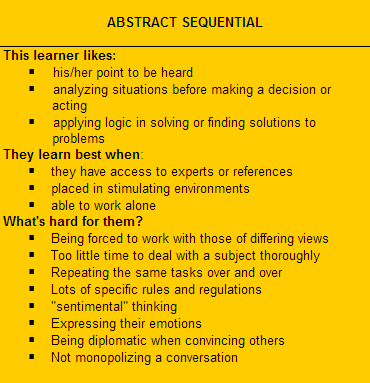 ABSTRACT SEQUENTIAL
This learner likes:
▪ his/her point to be heard
▪ analyzing situations before making a decision or
acting
▪ applying logic in solving or finding solutions to
problems
They learn best when:
▪ they have access to experts or references
▪ placed in stimulating environments
▪ able to work alone
What's hard for them?
▪ Being forced to work with those of differing views
▪ Too little time to deal with a subject thoroughly
▪ Repeating the same tasks over and over
▪ Lots of specific rules and regulations
▪ "sentimental" thinking
▪ Expressing their emotions
▪ Being diplomatic when convincing others
▪ Not monopolizing a conversation